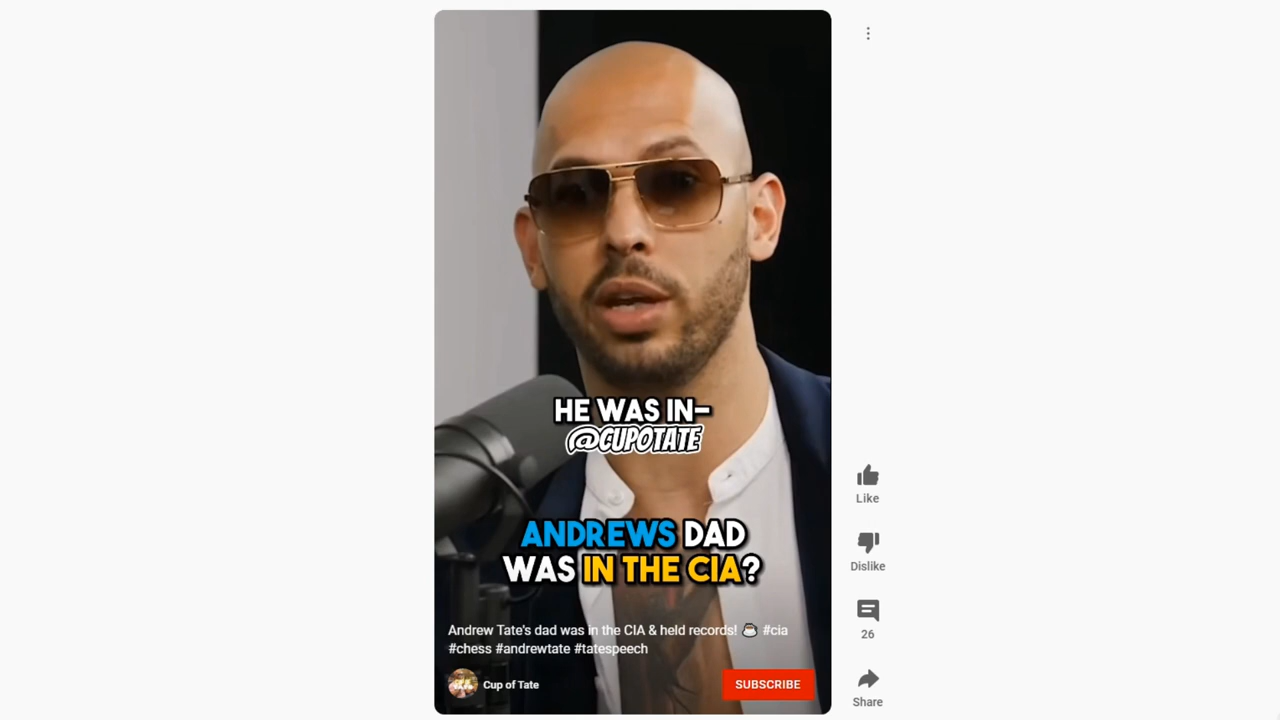 HE WAS IN-
@CUPOTATE
ANDREWS DAD
WAS IN THE CIA?
Andrew Tate's dad was in the CIA & held records! ☕ #cia
#chess #andrewtate #tatespeech
Cup of Tate
SUBSCRIBE
Like
Dislike
26
Share